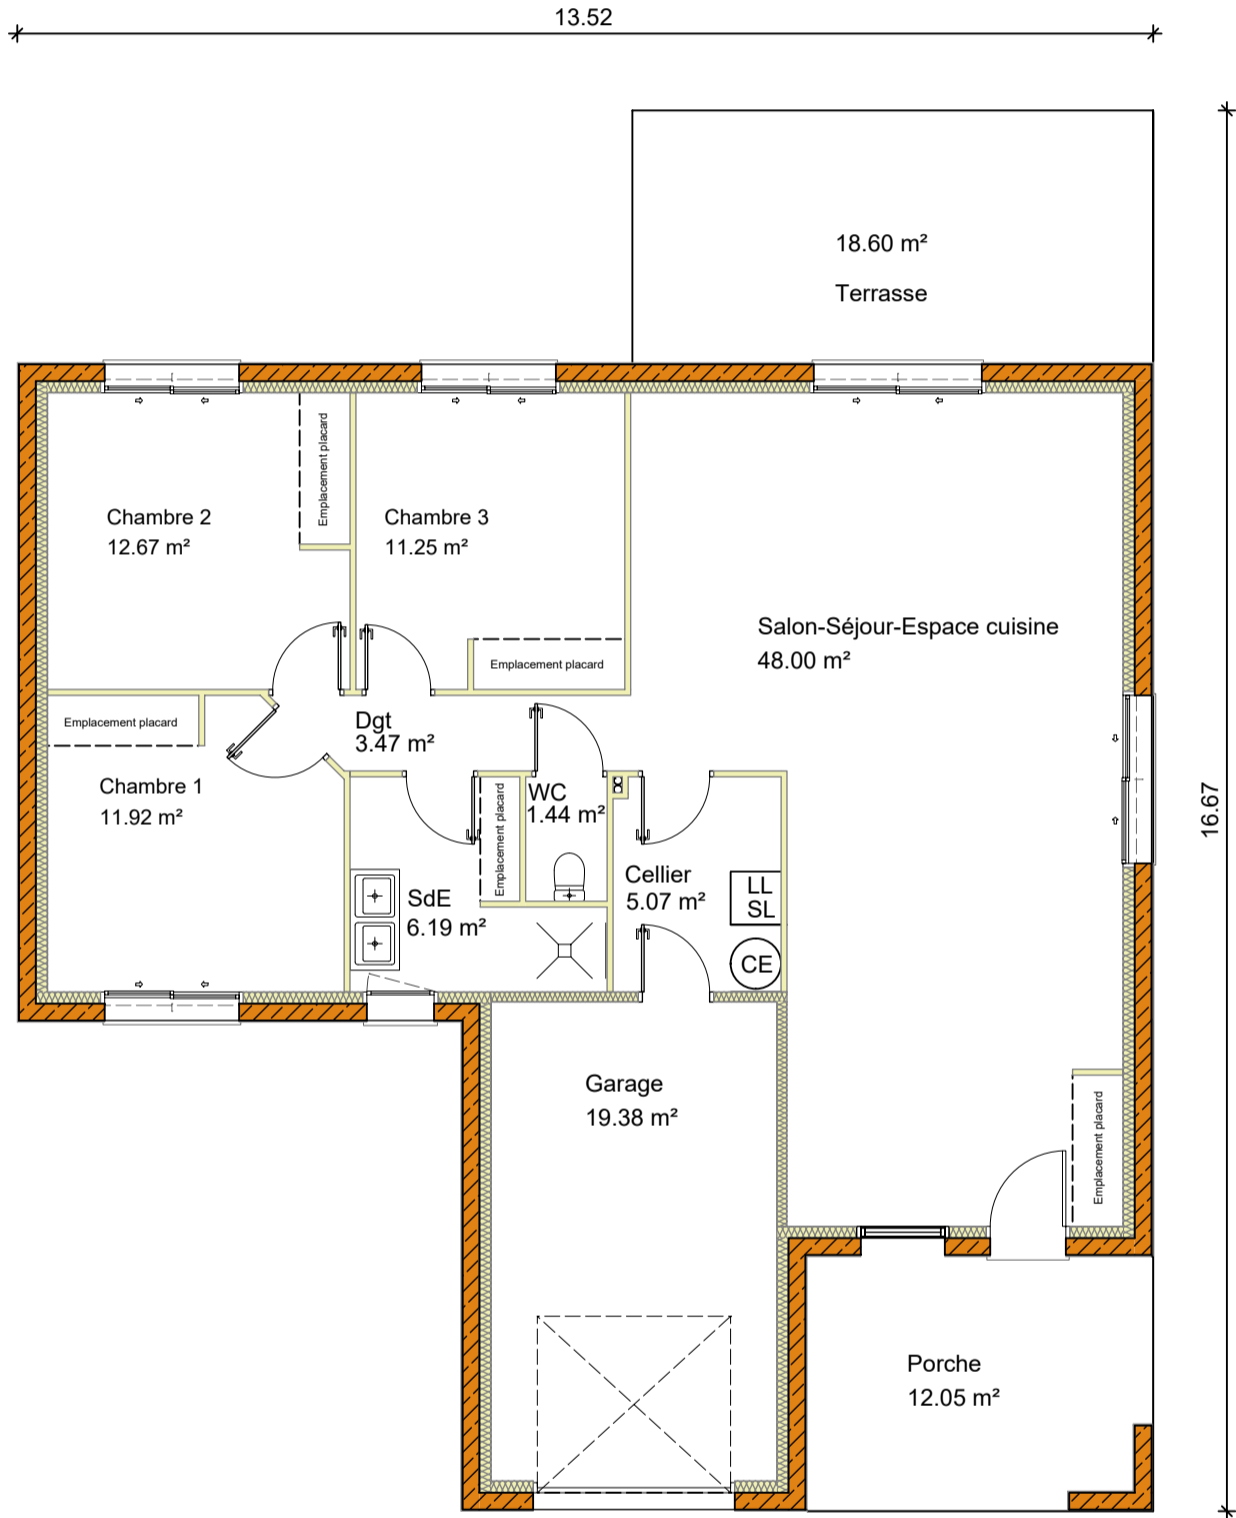 13.52
18.60 m²
Terrasse
Emplacement placard
Chambre 2
12.67 m²
Chambre 3
11.25 m²
Emplacement placard
Salon-Séjour-Espace cuisine
48.00 m²
Emplacement placard
Dgt
3.47 m²
Chambre 1
11.92 m²
WC
1.44 m²
Emplacement placard
16.67
SdE
6.19 m²
Cellier
5.07 m²
LL
SL
CE
Garage
19.38 m²
Emplacement placard
Porche
12.05 m²